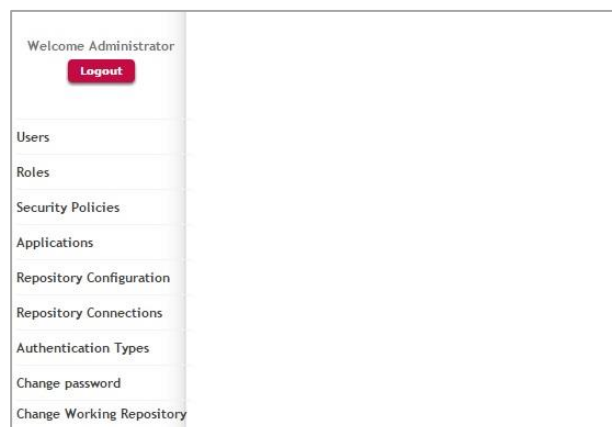 Welcome Administrator
Logout
Users
Roles
Security Policies
Applications
Repository Configuration
Repository Connections
Authentication Types
Change password
Change Working Repository